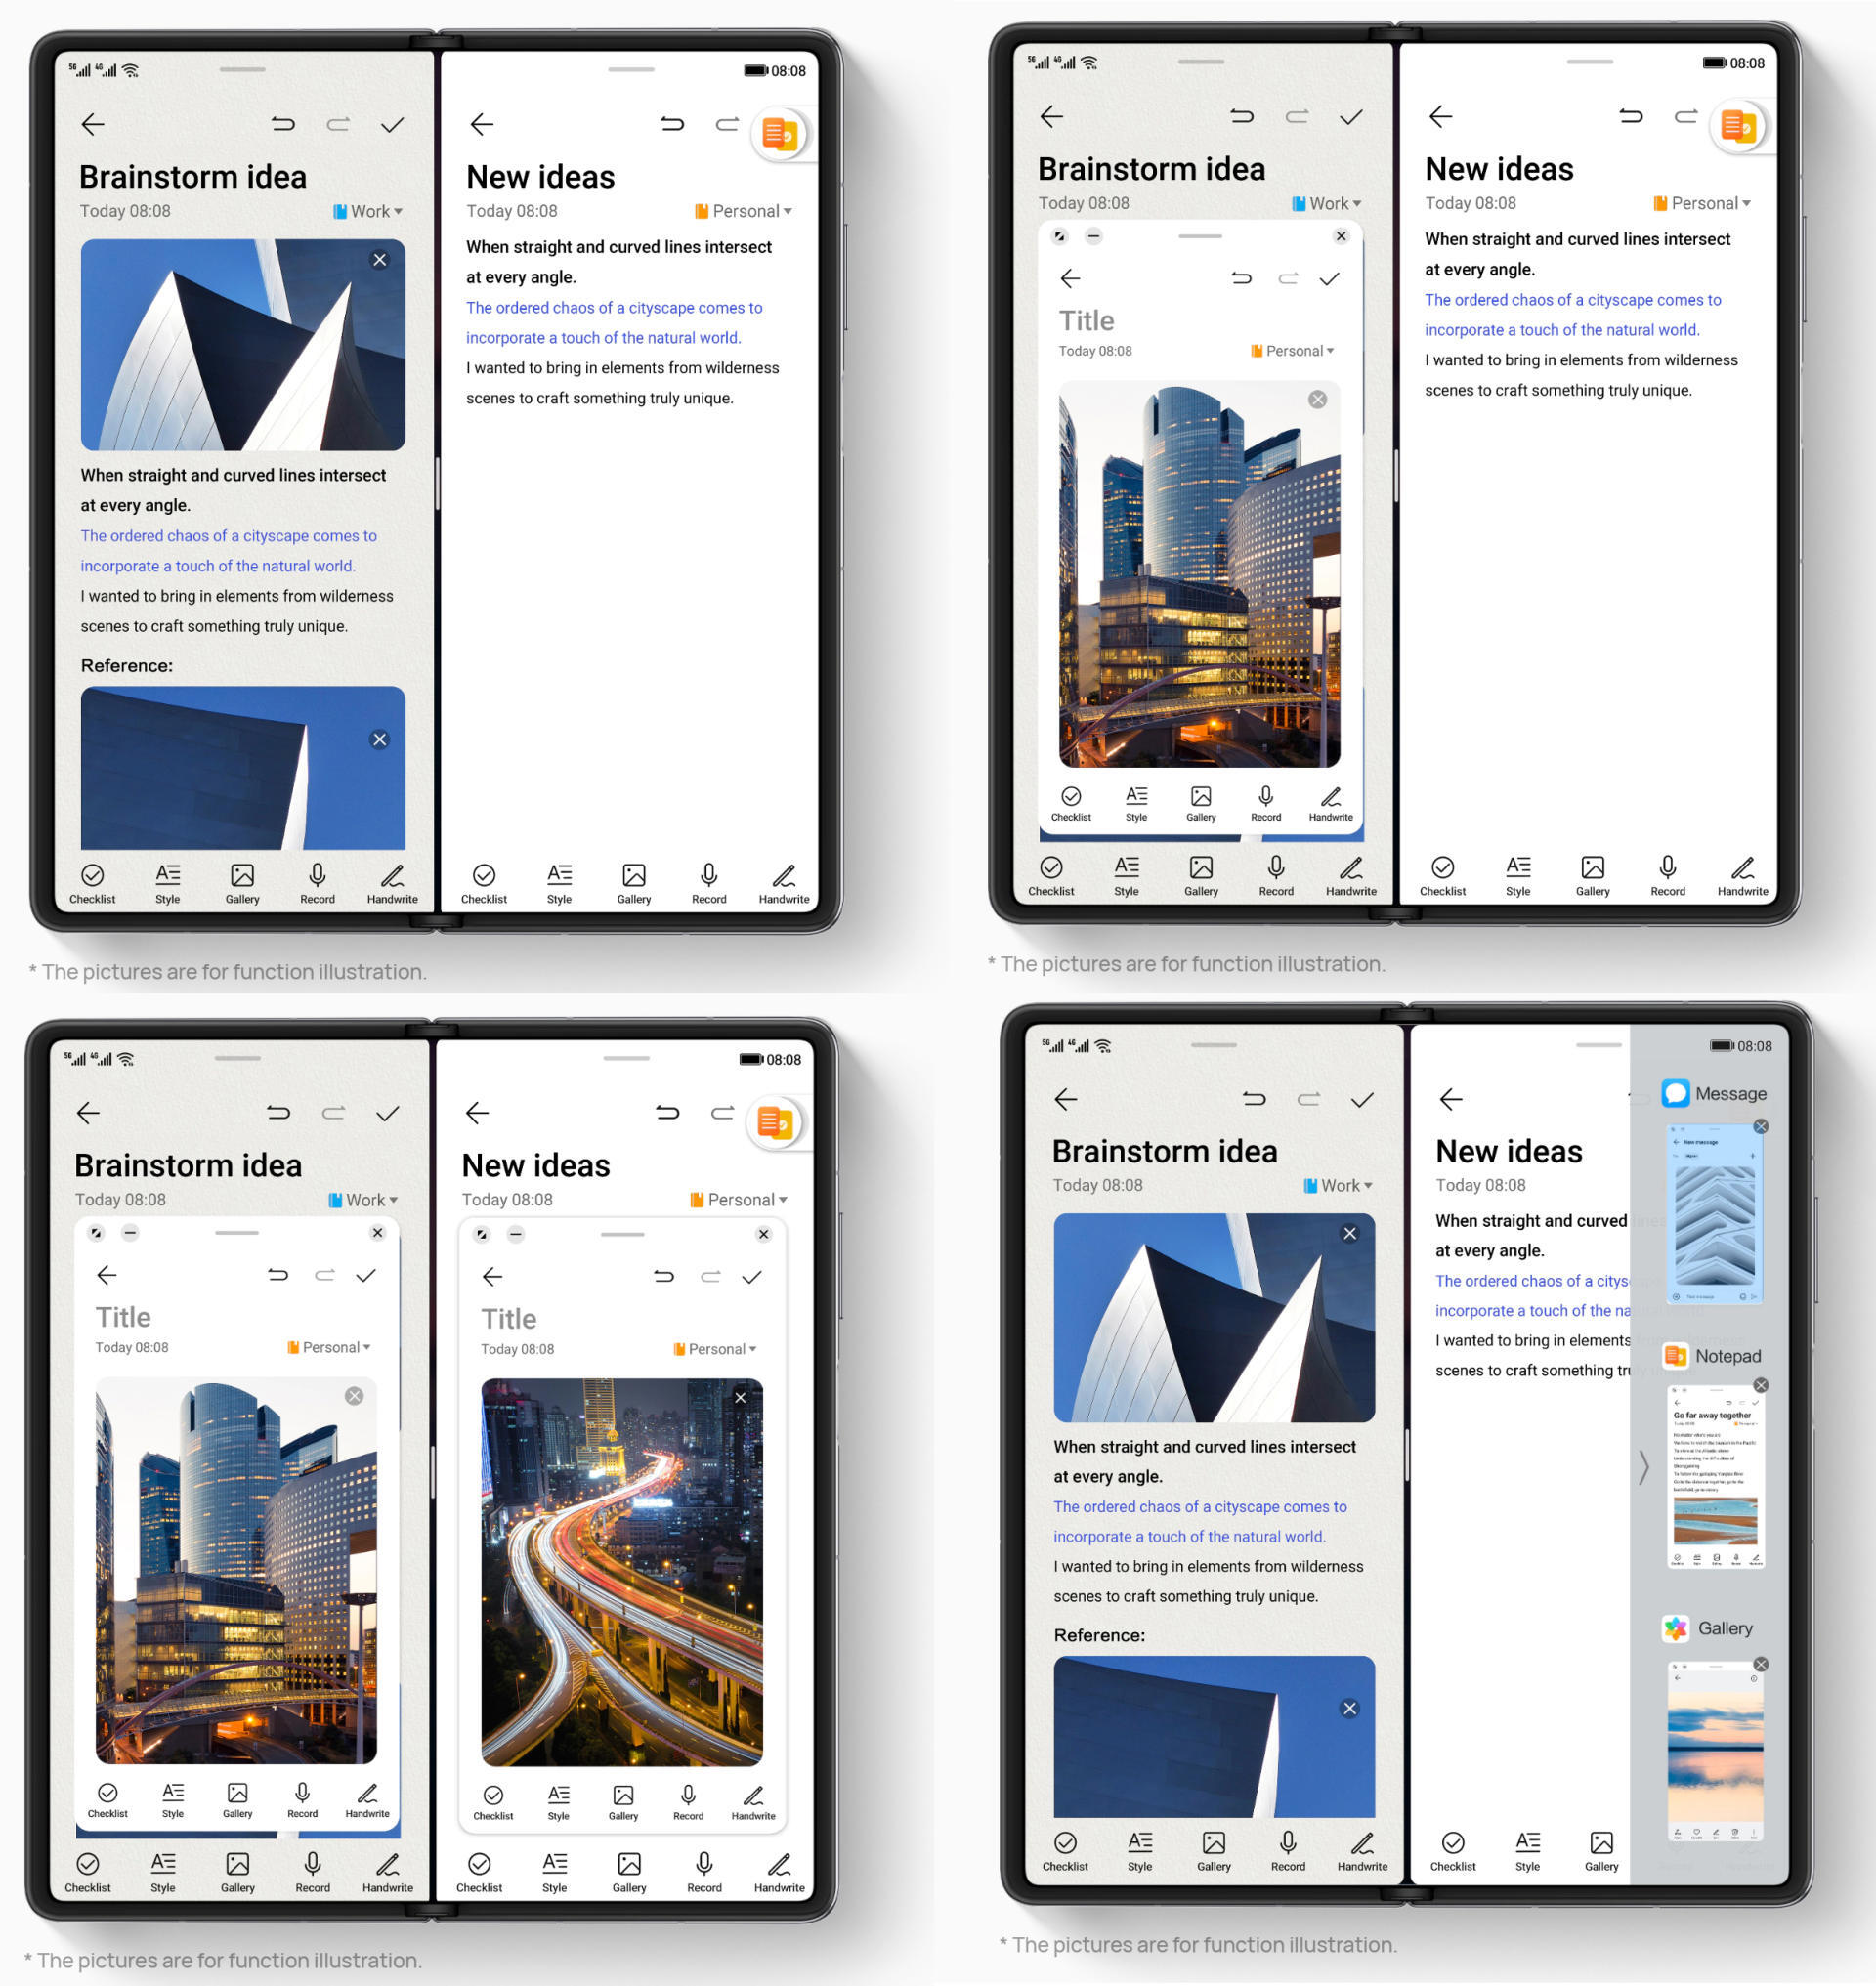 5G 4G
08:08
Brainstorm idea
Today 08:08
Work
When straight and curved lines intersect
at every angle.
The ordered chaos of a cityscape comes to
incorporate a touch of the natural world.
I wanted to bring in elements from wilderness
scenes to craft something truly unique.
Reference:
Checklist Style Gallery Record Handwrite
New ideas
Today 08:08
Personal
When straight and curved lines intersect
at every angle.
The ordered chaos of a cityscape comes to
incorporate a touch of the natural world.
I wanted to bring in elements from wilderness
scenes to craft something truly unique.
Checklist Style Gallery Record Handwrite
* The pictures are for function illustration.
5G 4G
08:08
Brainstorm idea
Today 08:08
Work
Title
Today 08:08
Personal
Checklist Style Gallery Record Handwrite
Checklist Style Gallery Record Handwrite
New ideas
Today 08:08
Personal
When straight and curved lines intersect
at every angle.
The ordered chaos of a cityscape comes to
incorporate a touch of the natural world.
I wanted to bring in elements from wilderness
scenes to craft something truly unique.
Checklist Style Gallery Record Handwrite
* The pictures are for function illustration.
5G 4G
08:08
Brainstorm idea
Today 08:08
Work
Title
Today 08:08
Personal
Checklist Style Gallery Record Handwrite
Checklist Style Gallery Record Handwrite
New ideas
Today 08:08
Personal
Title
Today 08:08
Personal
Checklist Style Gallery Record Handwrite
Checklist Style Gallery Record Handwrite
* The pictures are for function illustration.
5G 4G
08:08
Brainstorm idea
Today 08:08
Work
When straight and curved lines intersect
at every angle.
The ordered chaos of a cityscape comes to
incorporate a touch of the natural world.
I wanted to bring in elements from wilderness
scenes to craft something truly unique.
Reference:
Checklist Style Gallery Record Handwrite
New ideas
Today 08:08
When straight and curved lines
at every angle.
The ordered chaos of a citys
incorporate a touch of the na
I wanted to bring in elements
scenes to craft something tru
Checklist Style Gallery
Message
New message
Notepad
Go far away together
Gallery
* The pictures are for function illustration.